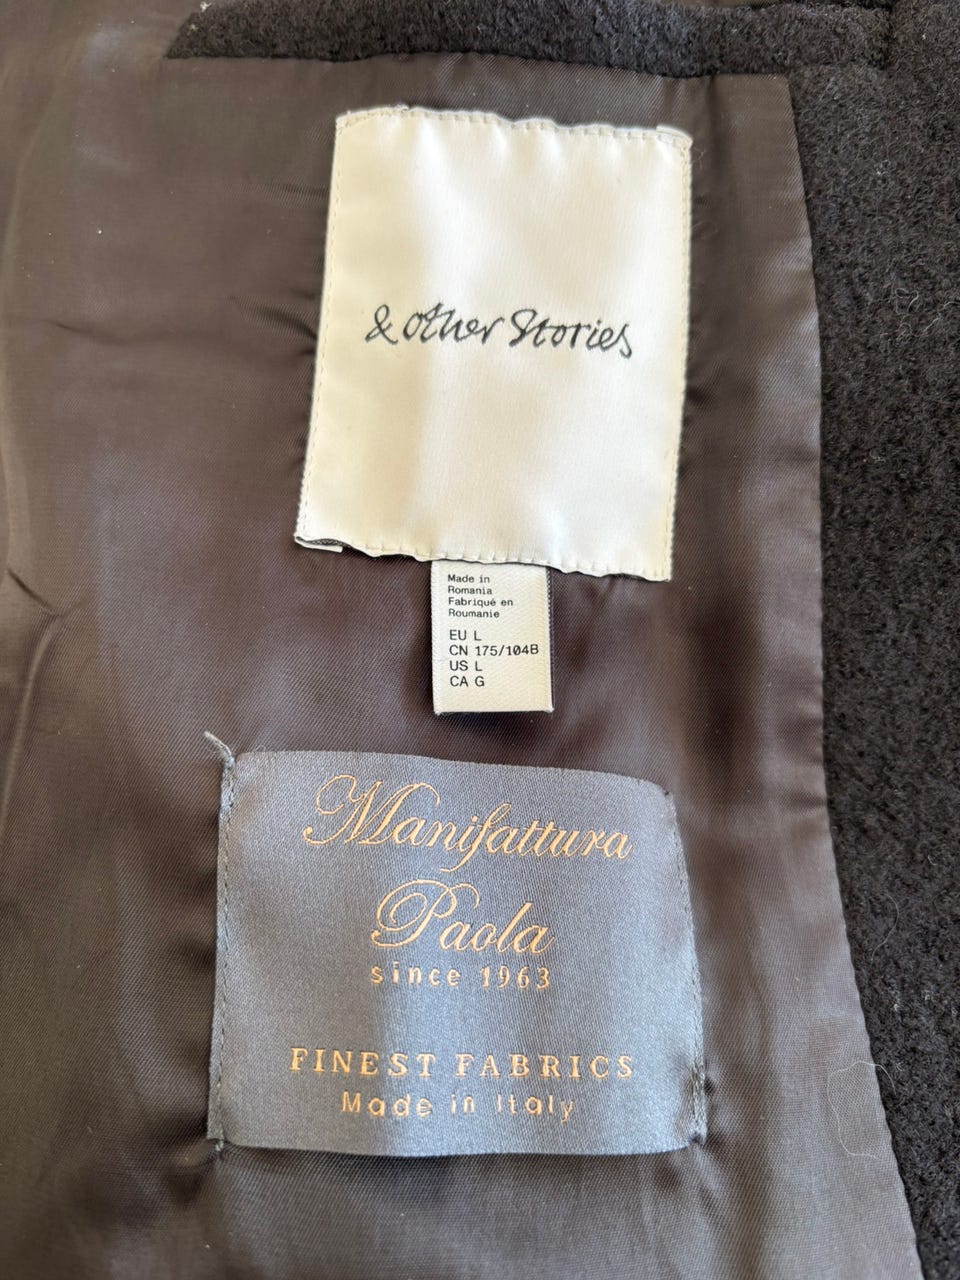 & other Stories
Made in
Romania
Fabriqué en
Roumanie
EU L
CN 175/104B
US L
CA G
Manifattura
Paola
since 1963
FINEST FABRICS
Made in Italy